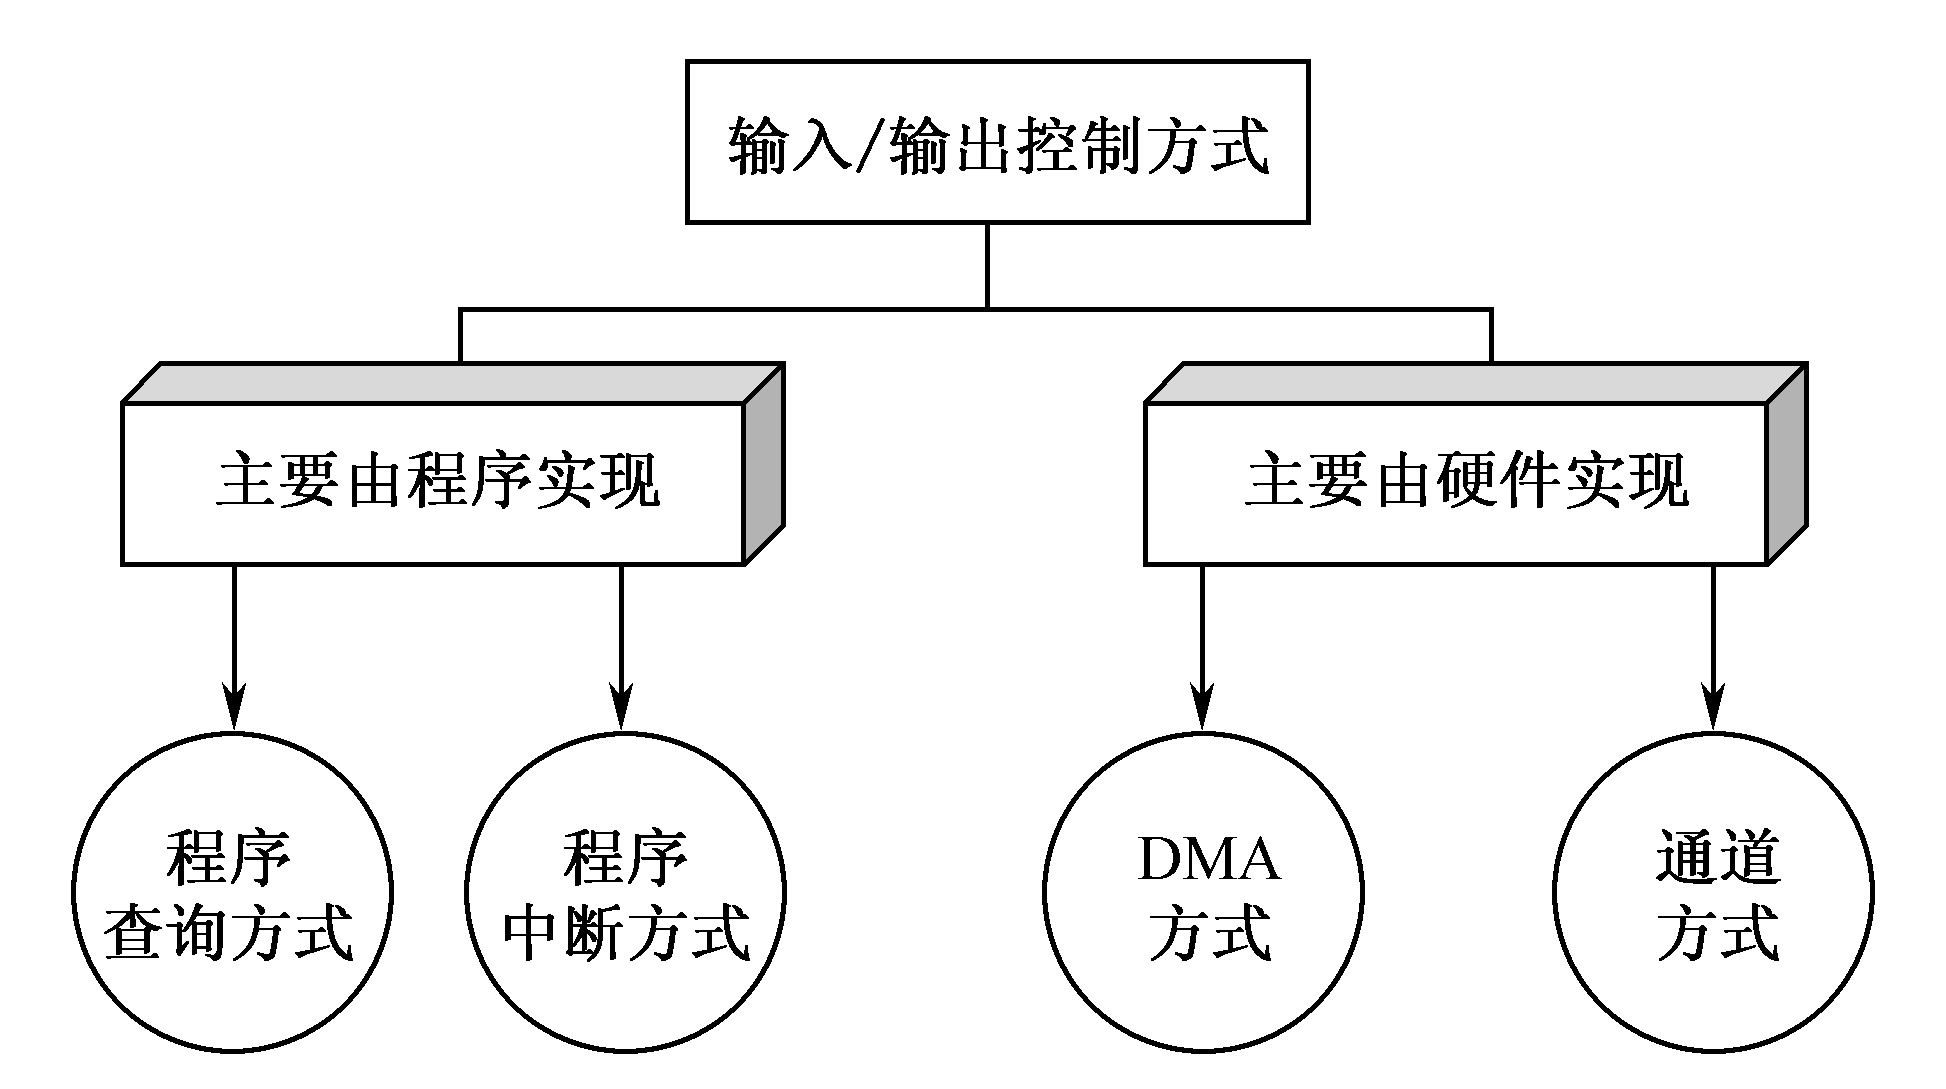 输入/输出控制方式
主要由程序实现
主要由硬件实现
程序
查询方式
程序
中断方式
DMA
方式
通道
方式